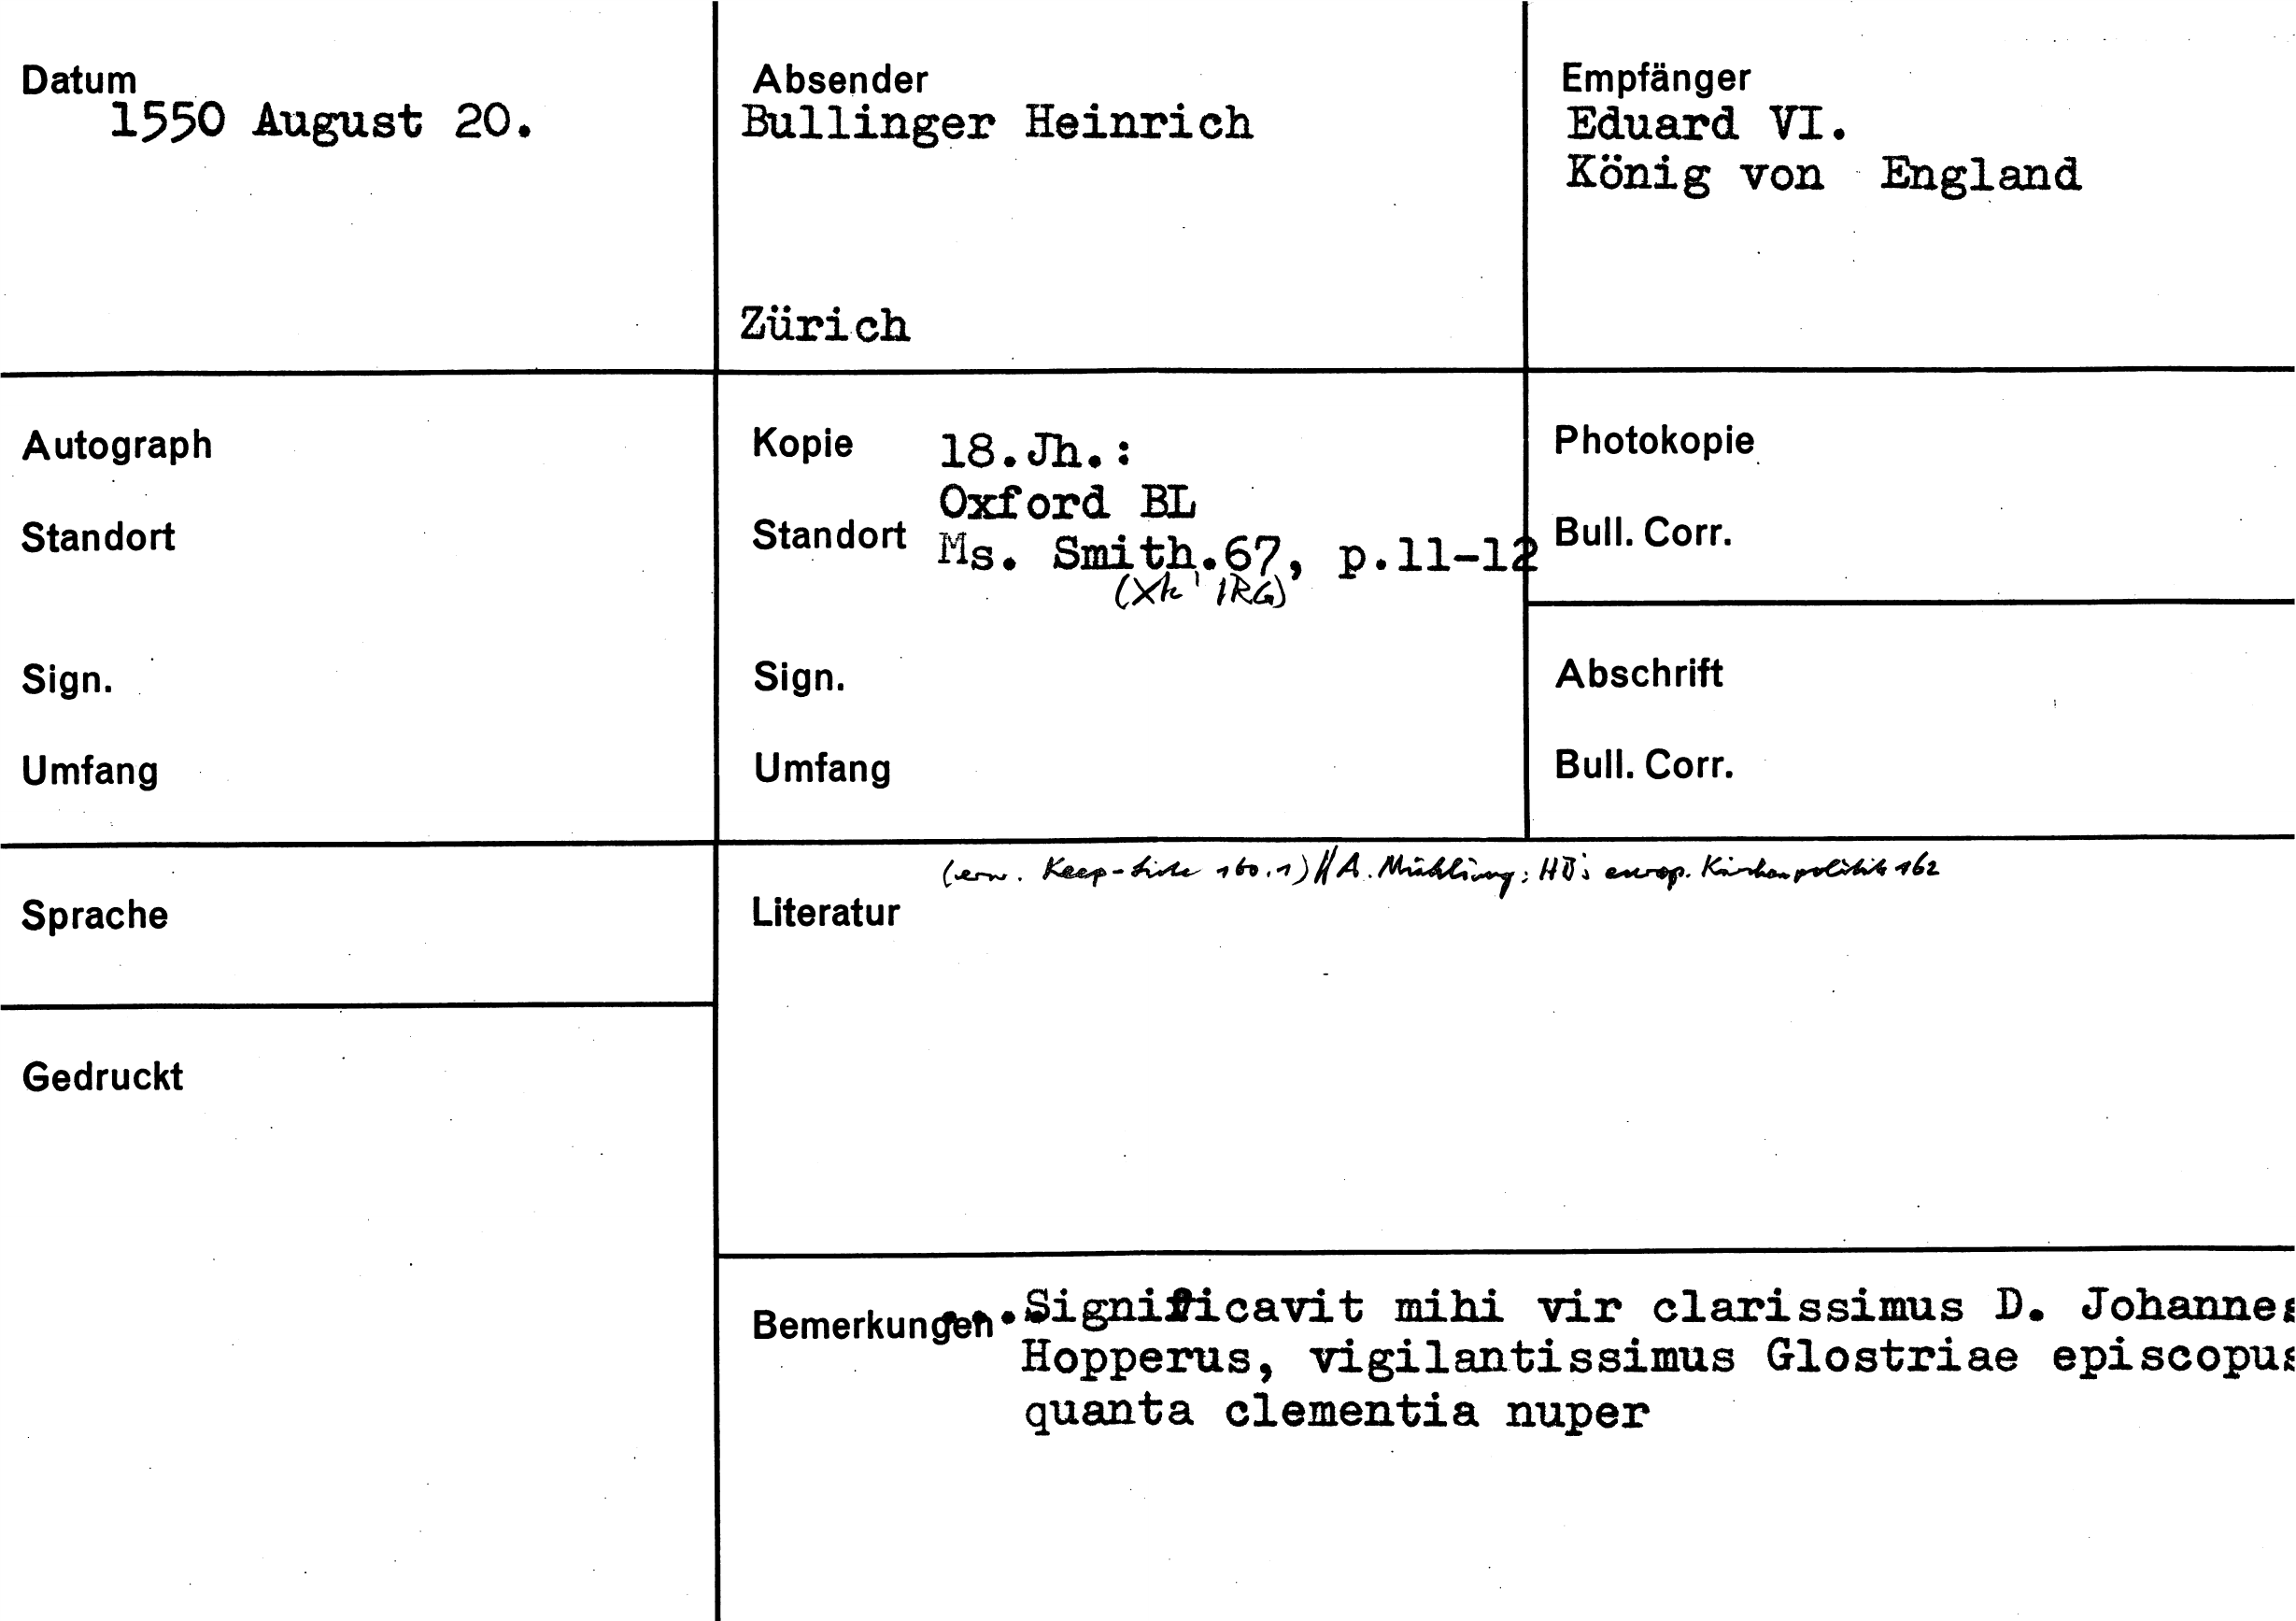 Datum
1550 August 20.
Absender
Bullinger Heinrich
Zürich
Empfänger
Eduard VI.
König von England
Autograph
Standort
Sign.
Umfang
Kopie 18.Jh.:
Oxford BL
Standort Ms. Smith.67, p.11-12
(Xk IRG)
Sign.
Umfang
Photokopie
Bull. Corr.
Abschrift
Bull. Corr.
Sprache
Gedruckt
(erw. Keep-Liste 160.1) // A. Mühling: HB's europ. Kirchenpolitik 162
Literatur
Bemerkungen ...Significavit mihi vir clarissimus D. Johannes
Hopperus, vigilantissimus Glostriae episcopus
quanta clementia nuper